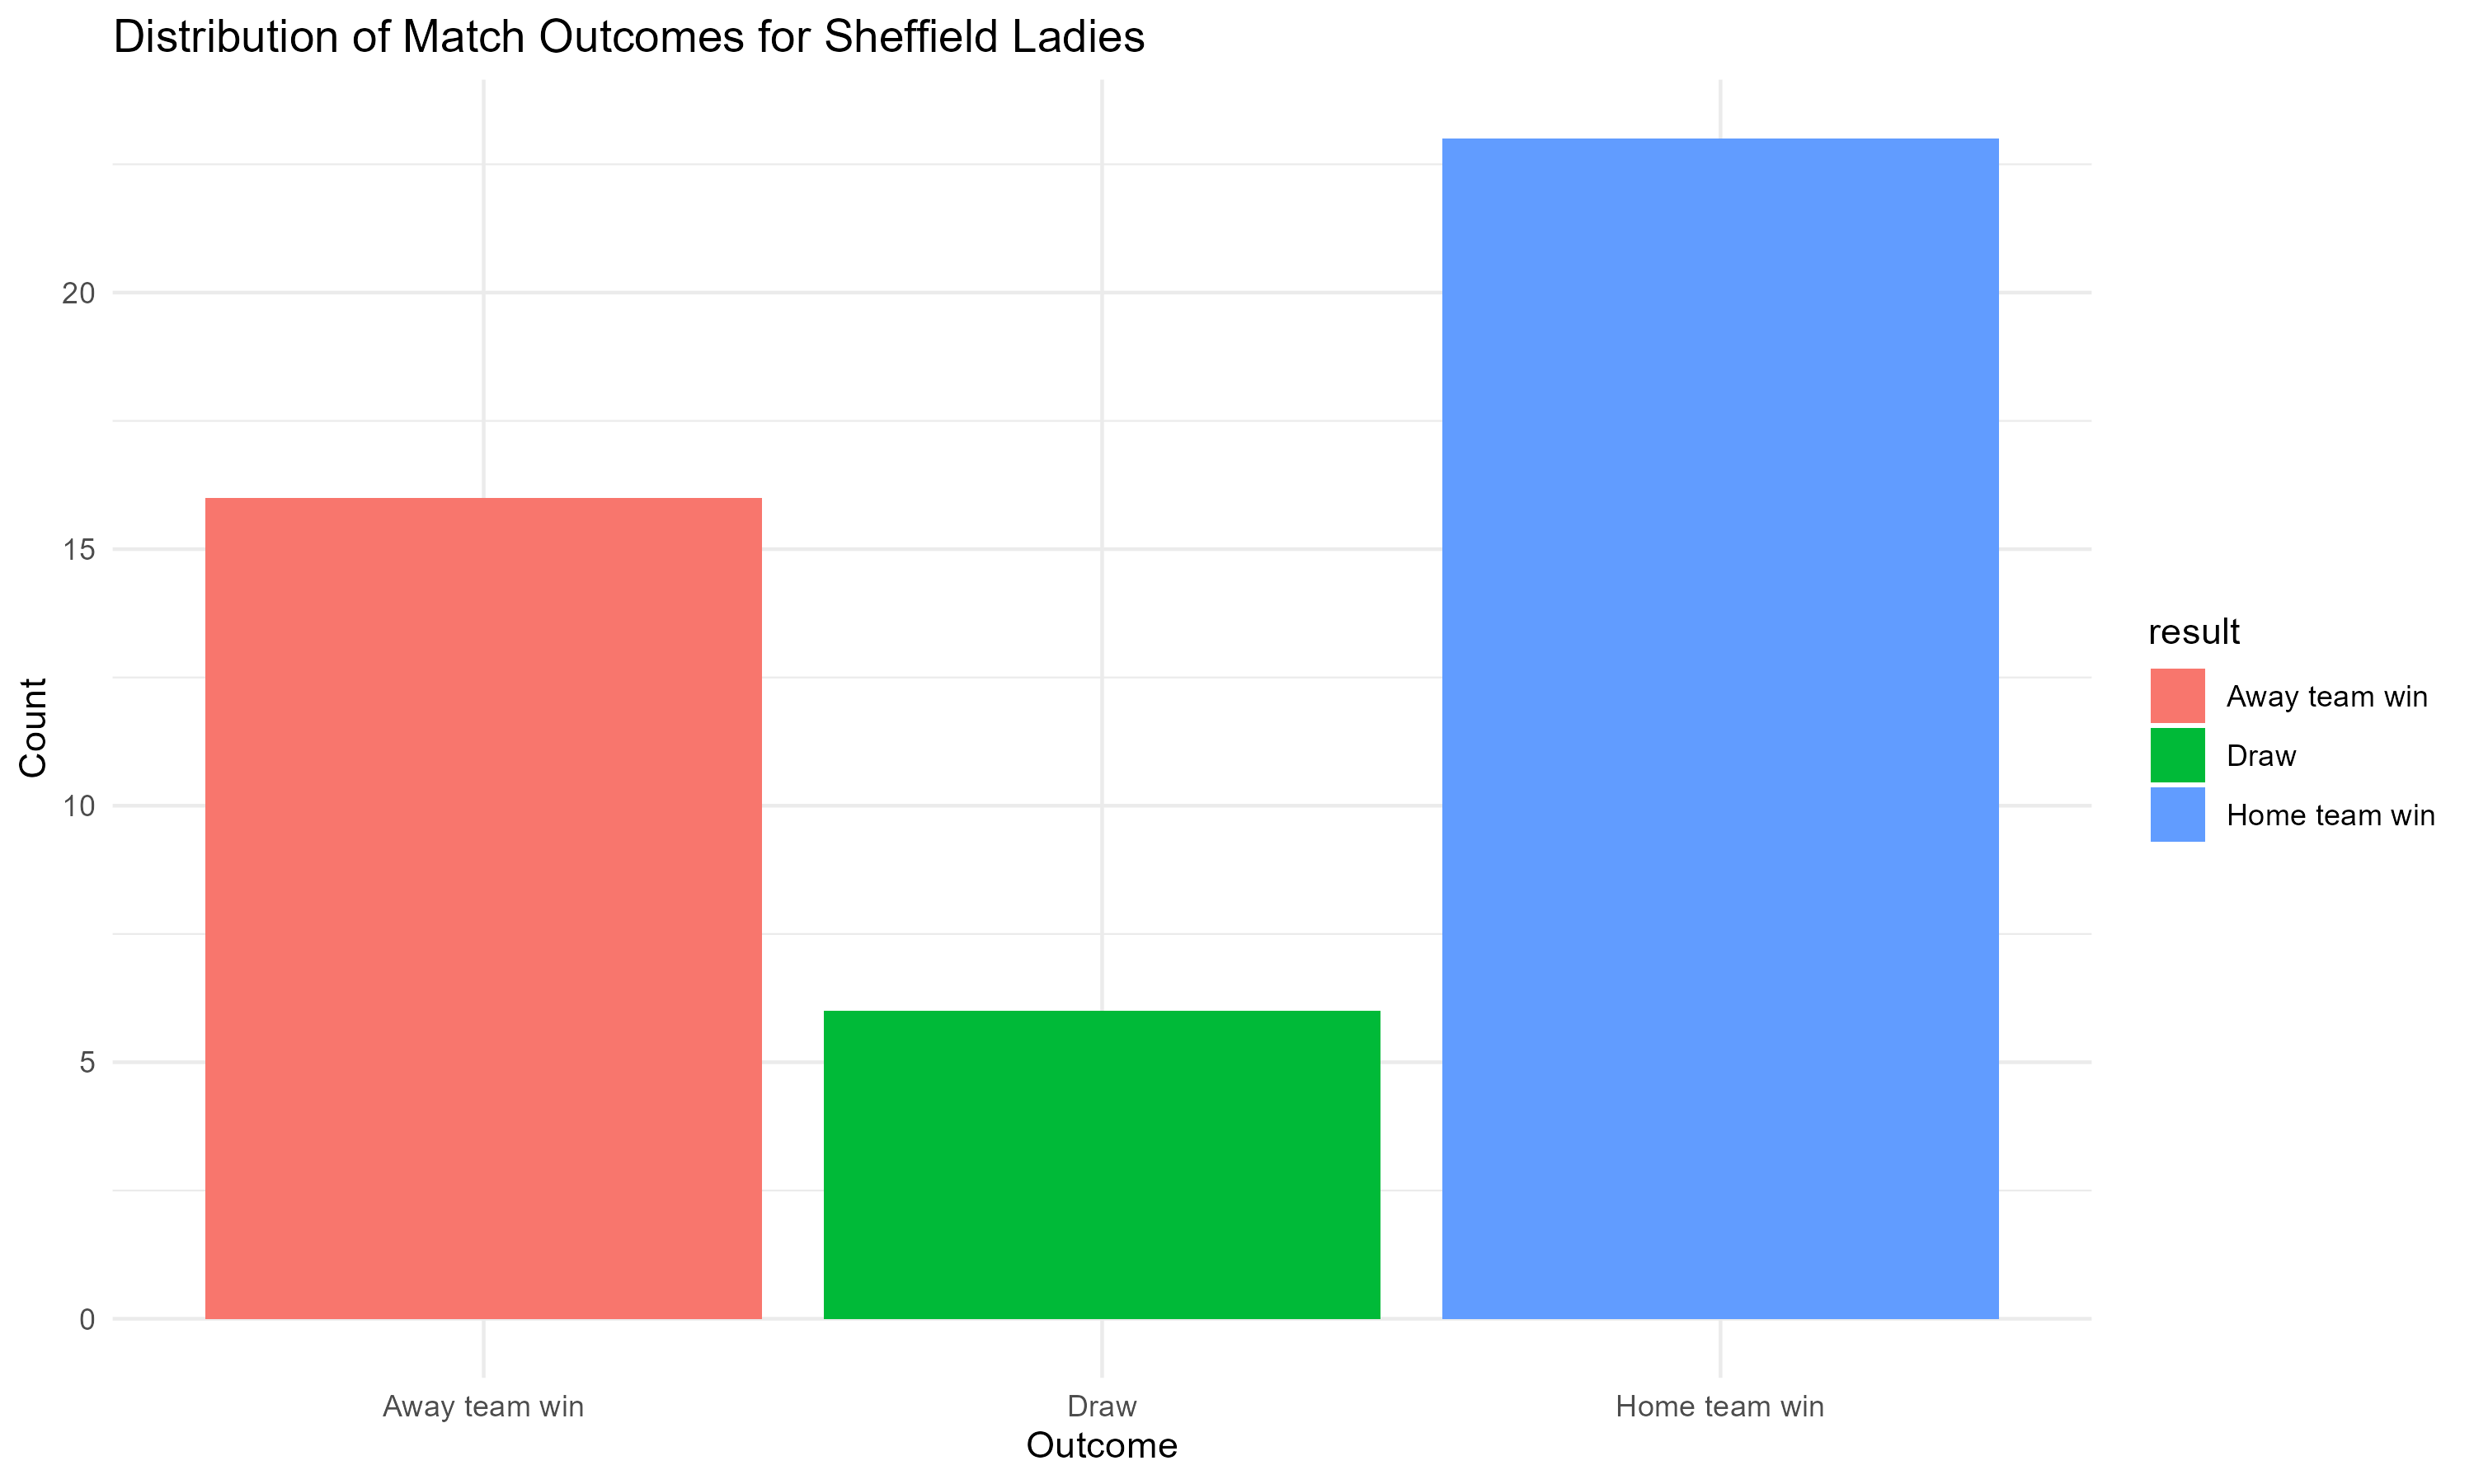 Distribution of Match Outcomes for Sheffield Ladies
Count
20
15
10
5
0
Away team win
Draw
Home team win
Outcome
result
Away team win
Draw
Home team win